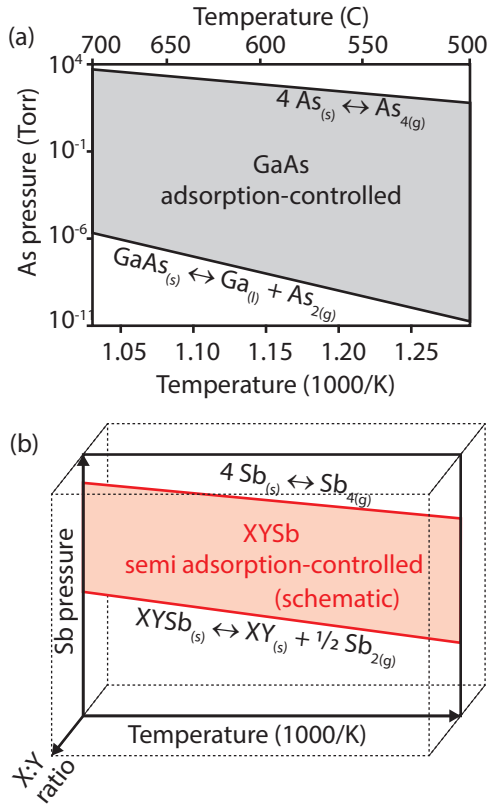 Temperature (C)
(a)
700 650 600 550 500
10⁴
10⁻¹
10⁻⁶
10⁻¹¹
As pressure (Torr)
4 As(s) ↔ As4(g)
GaAs
adsorption-controlled
GaAs(s) ↔ Ga(l) + As2(g)
1.05 1.10 1.15 1.20 1.25
Temperature (1000/K)
(b)
4 Sb(s) ↔ Sb4(g)
XYSb
semi adsorption-controlled
(schematic)
XYSb(s) ↔ XY(s) + ½ Sb2(g)
Sb pressure
Temperature (1000/K)
X:Y
ratio